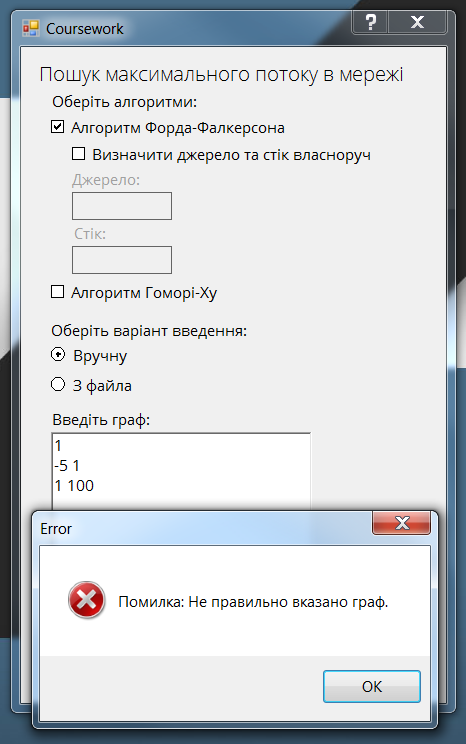 Coursework
Пошук максимального потоку в мережі
Оберіть алгоритми:
Алгоритм Форда-Фалкерсона
Визначити джерело та стік власноруч
Джерело:
Стік:
Алгоритм Гоморі-Ху
Оберіть варіант введення:
Вручну
З файла
Введіть граф:
1
-5 1
1 100
Error
Помилка: Не правильно вказано граф.
OK